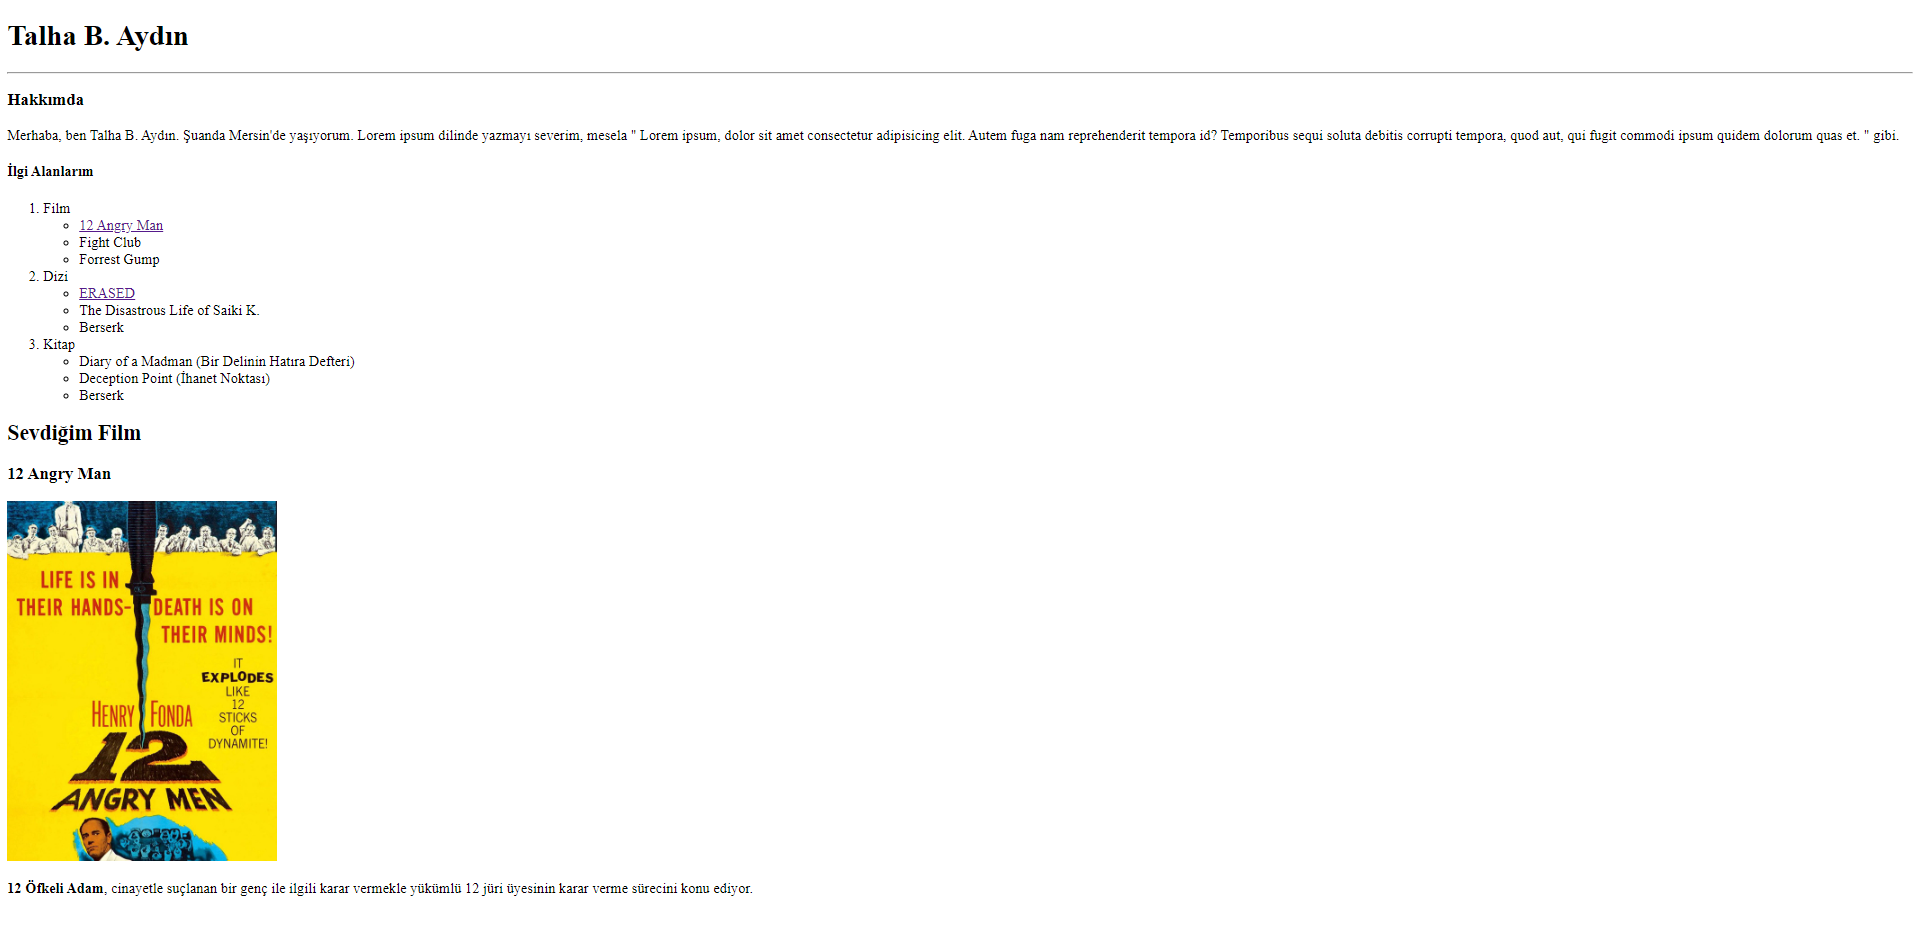 Talha B. Aydın
Hakkımda
Merhaba, ben Talha B. Aydın. Şuanda Mersin'de yaşıyorum. Lorem ipsum dilinde yazmayı severim, mesela " Lorem ipsum, dolor sit amet consectetur adipisicing elit. Autem fuga nam reprehenderit tempora id? Temporibus sequi soluta debitis corrupti tempora, quod aut, qui fugit commodi ipsum quidem dolorum quas et. " gibi.
İlgi Alanlarım
1. Film
12 Angry Man
Fight Club
Forrest Gump
2. Dizi
ERASED
The Disastrous Life of Saiki K.
Berserk
3. Kitap
Diary of a Madman (Bir Delinin Hatıra Defteri)
Deception Point (İhanet Noktası)
Berserk
Sevdiğim Film
12 Angry Man
LIFE IS IN
THEIR HANDS-
DEATH IS ON
THEIR MINDS!
IT
EXPLODES
LIKE
12
STICKS
OF
DYNAMITE!
HENRY FONDA
12
ANGRY MEN
12 Öfkeli Adam, cinayetle suçlanan bir genç ile ilgili karar vermekle yükümlü 12 jüri üyesinin karar verme sürecini konu ediyor.